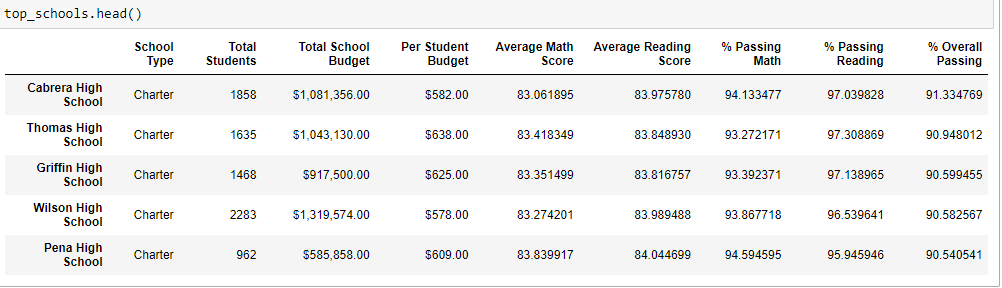 top_schools.head()
School Type Total Students Total School Budget Per Student Budget Average Math Score Average Reading Score % Passing Math % Passing Reading % Overall Passing
Cabrera High School Charter 1858 $1,081,356.00 $582.00 83.061895 83.975780 94.133477 97.039828 91.334769
Thomas High School Charter 1635 $1,043,130.00 $638.00 83.418349 83.848930 93.272171 97.308869 90.948012
Griffin High School Charter 1468 $917,500.00 $625.00 83.351499 83.816757 93.392371 97.138965 90.599455
Wilson High School Charter 2283 $1,319,574.00 $578.00 83.274201 83.989488 93.867718 96.539641 90.582567
Pena High School Charter 962 $585,858.00 $609.00 83.839917 84.044699 94.594595 95.945946 90.540541